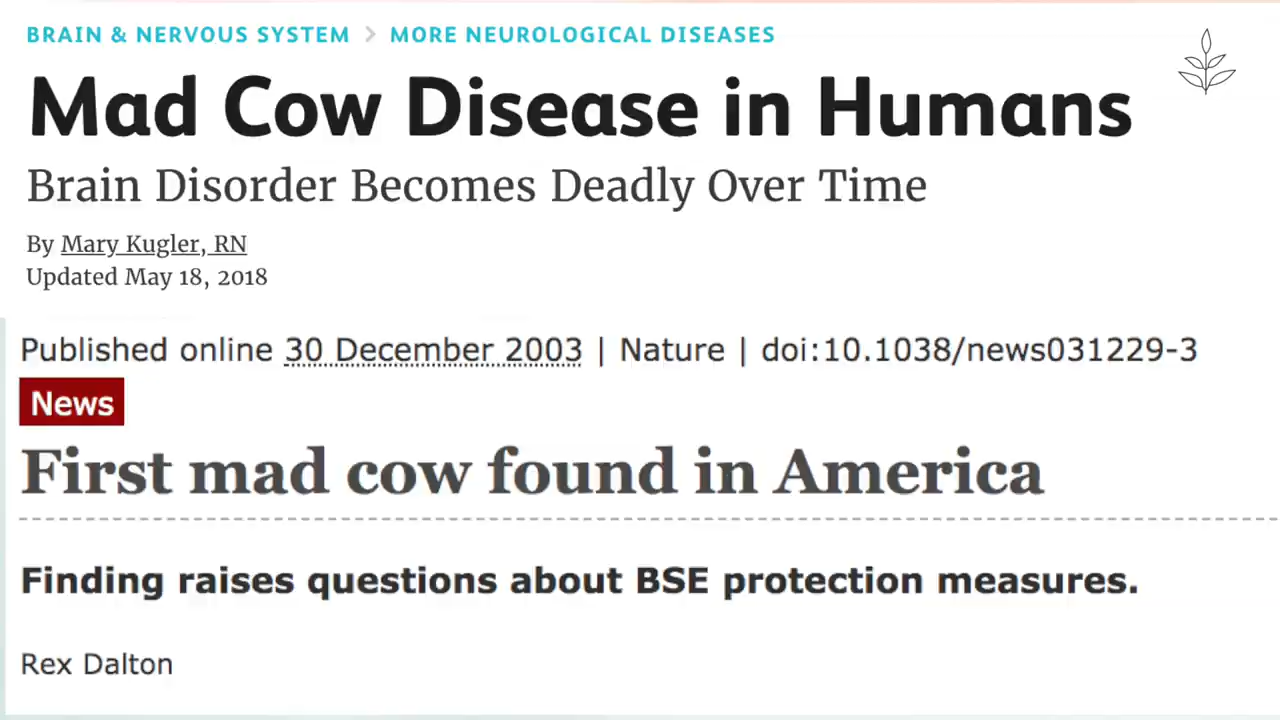 BRAIN & NERVOUS SYSTEM > MORE NEUROLOGICAL DISEASES
Mad Cow Disease in Humans
Brain Disorder Becomes Deadly Over Time
By Mary Kugler, RN
Updated May 18, 2018
Published online 30 December 2003 | Nature | doi:10.1038/news031229-3
News
First mad cow found in America
Finding raises questions about BSE protection measures.
Rex Dalton